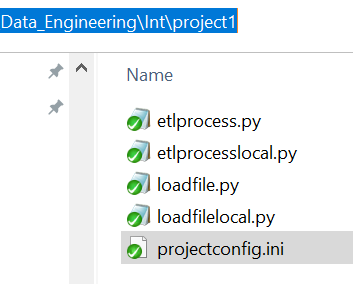 Data_Engineering\Int\project1
Name
etlprocess.py
etlprocesslocal.py
loadfile.py
loadfilelocal.py
projectconfig.ini